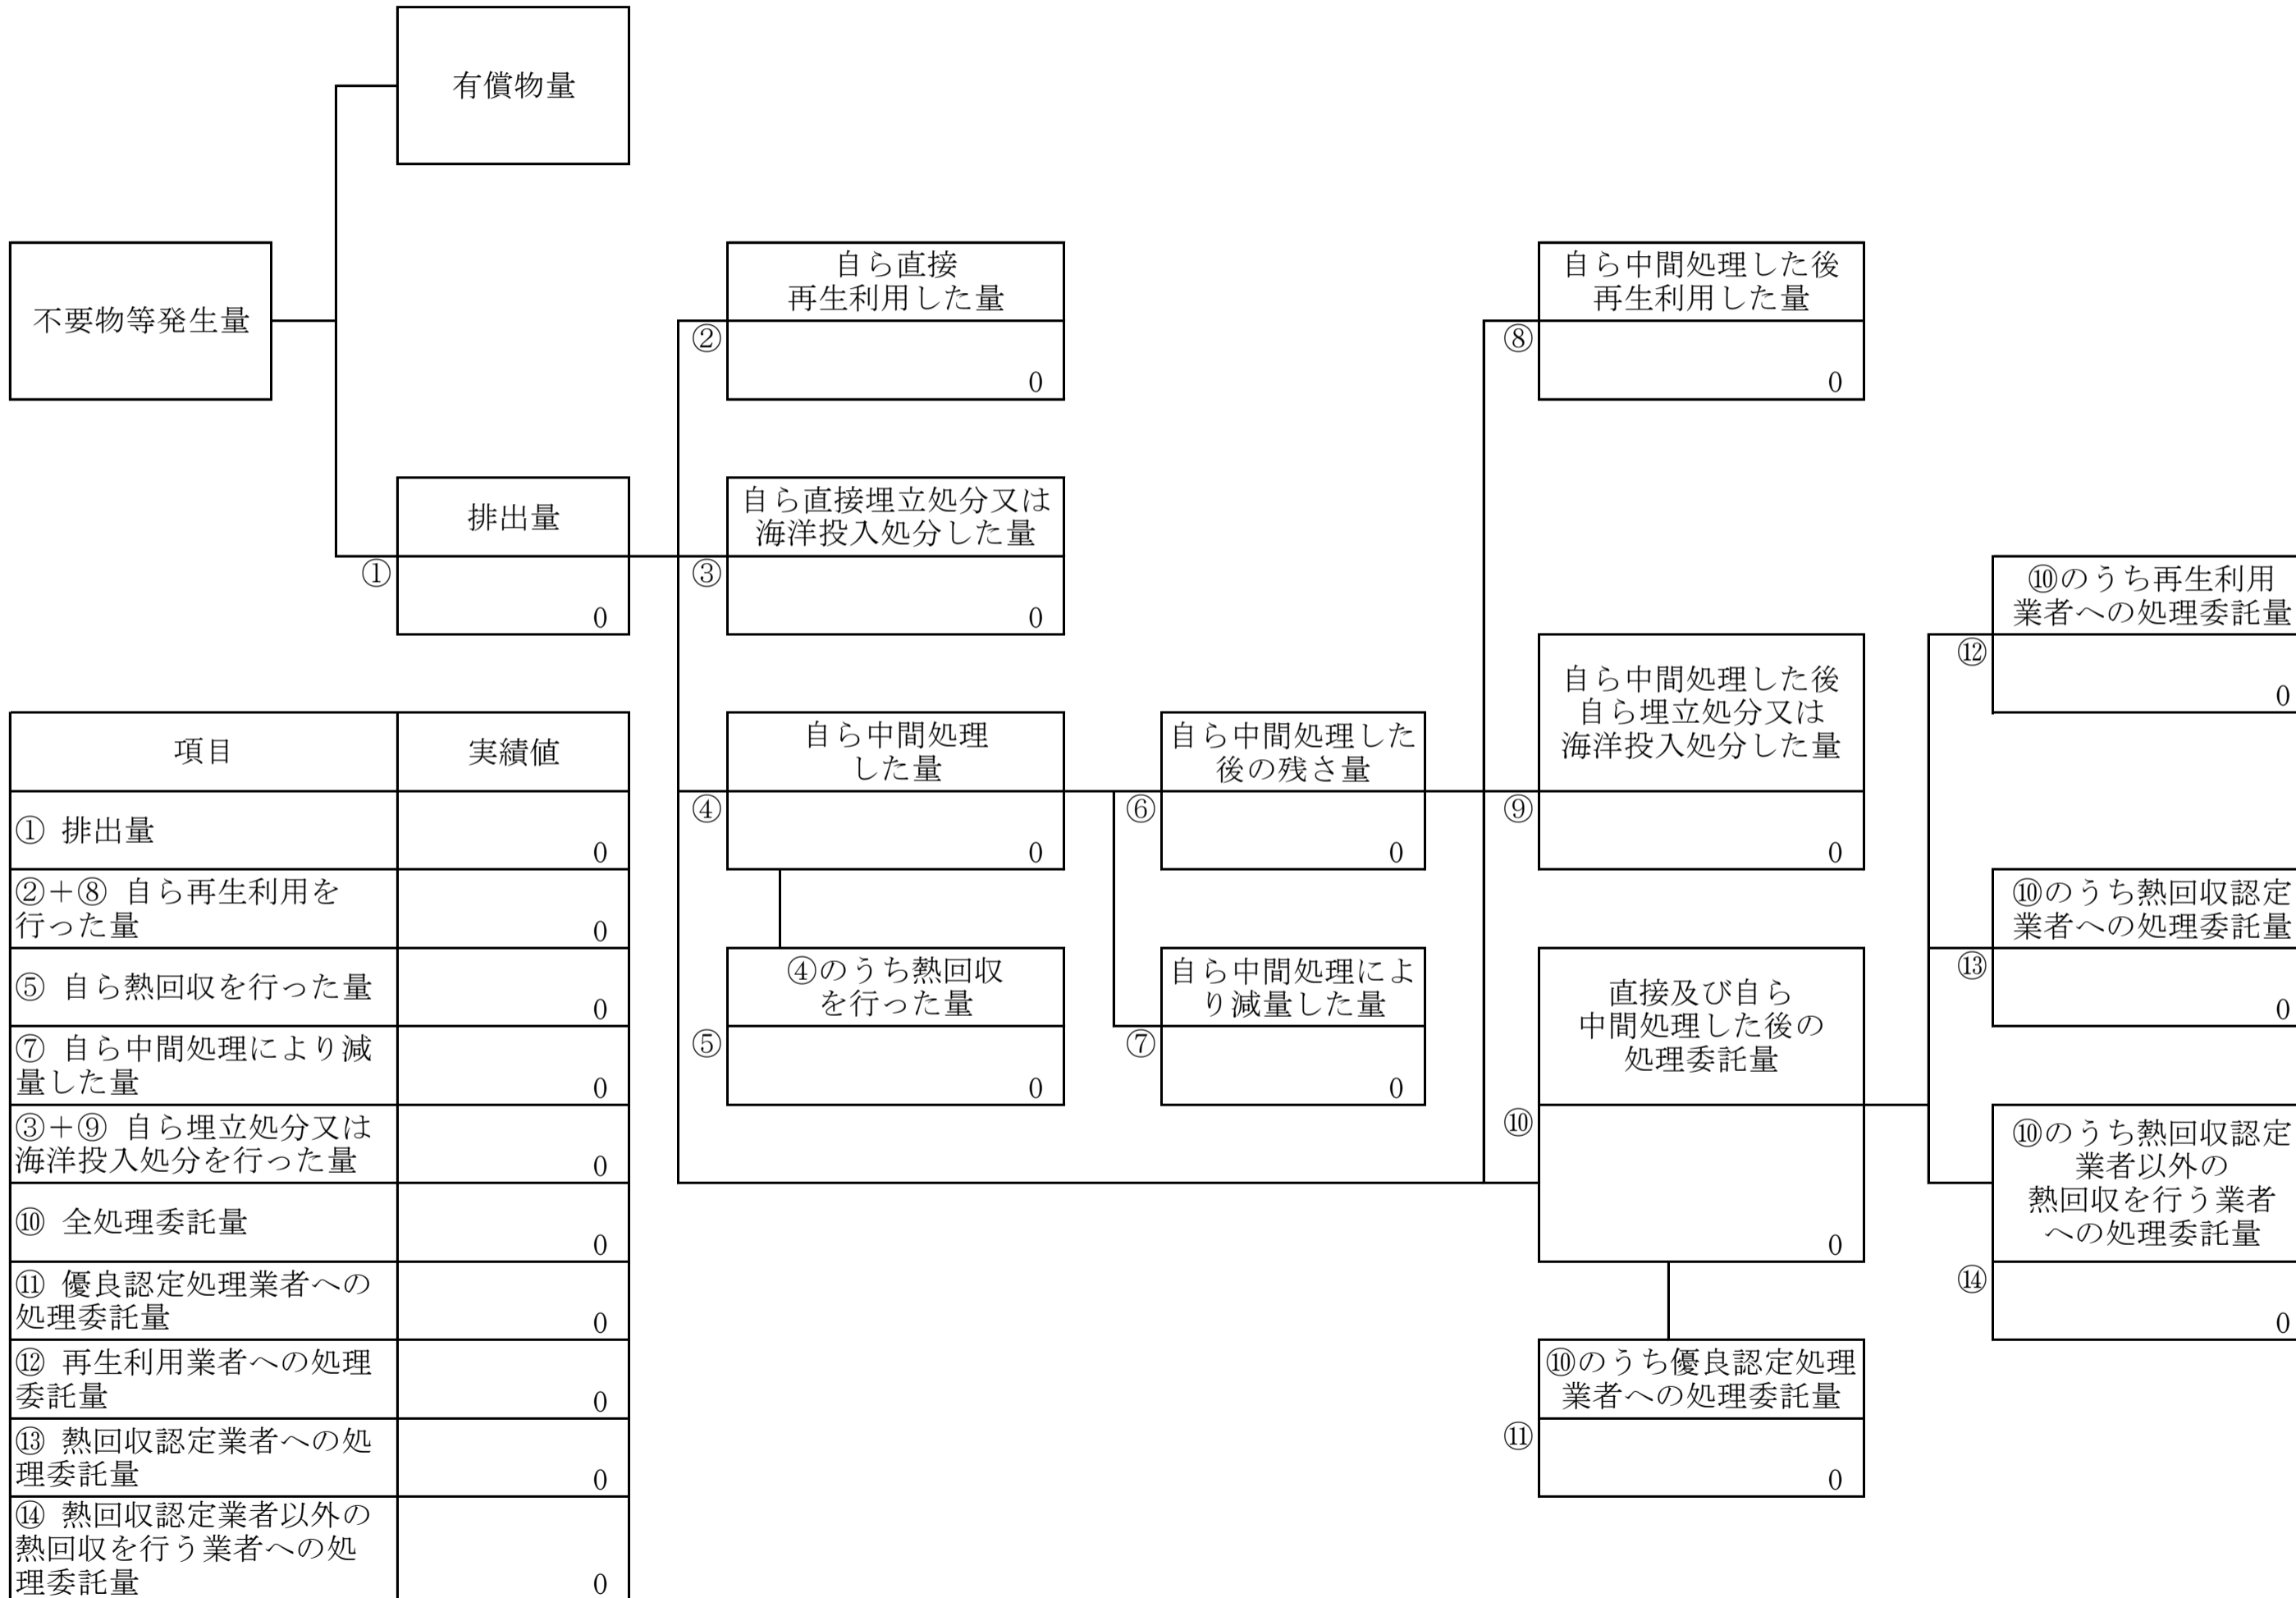 有償物量
不要物等発生量
自ら直接
再生利用した量
②
0
自ら中間処理した後
再生利用した量
⑧
0
排出量
①
0
自ら直接埋立処分又は
海洋投入処分した量
③
0
⑩のうち再生利用
業者への処理委託量
⑫
0
自ら中間処理
した量
④
0
自ら中間処理した
後の残さ量
⑥
0
自ら中間処理した後
自ら埋立処分又は
海洋投入処分した量
⑨
0
⑩のうち熱回収認定
業者への処理委託量
⑬
0
④のうち熱回収
を行った量
⑤
0
自ら中間処理によ
り減量した量
⑦
0
直接及び自ら
中間処理した後の
処理委託量
⑩
0
⑩のうち熱回収認定
業者以外の
熱回収を行う業者
への処理委託量
⑭
0
⑩のうち優良認定処理
業者への処理委託量
⑪
0
項目 実績値
① 排出量
0
②＋⑧ 自ら再生利用を
行った量
0
⑤ 自ら熱回収を行った量
0
⑦ 自ら中間処理により減
量した量
0
③＋⑨ 自ら埋立処分又は
海洋投入処分を行った量
0
⑩ 全処理委託量
0
⑪ 優良認定処理業者への
処理委託量
0
⑫ 再生利用業者への処理
委託量
0
⑬ 熱回収認定業者への処
理委託量
0
⑭ 熱回収認定業者以外の
熱回収を行う業者への処
理委託量
0